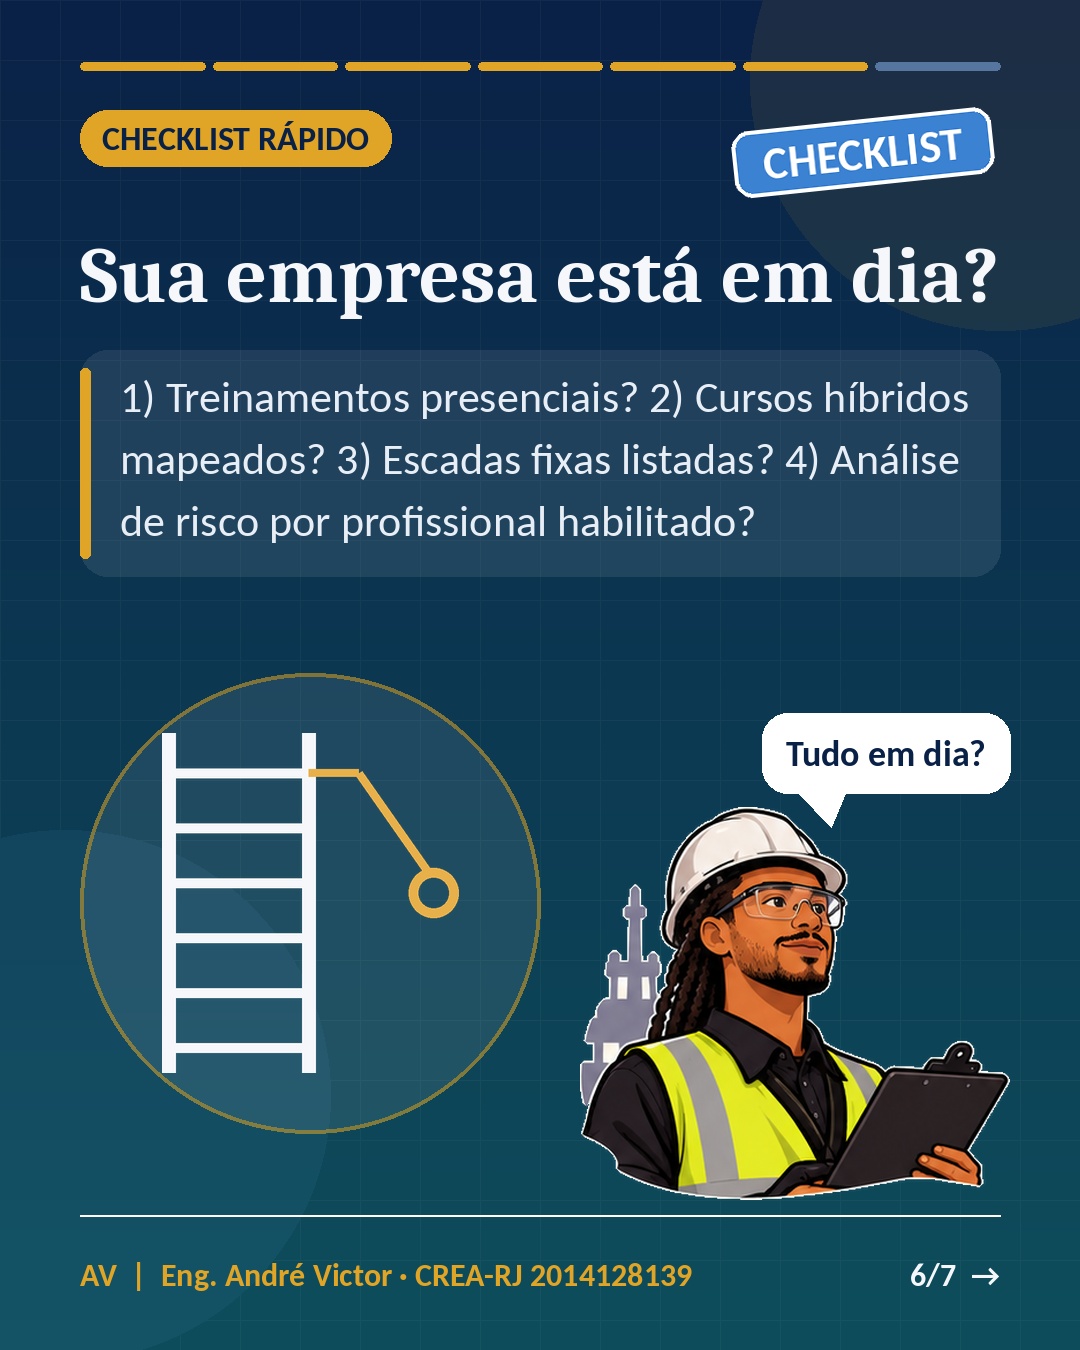 CHECKLIST RÁPIDO
CHECKLIST
Sua empresa está em dia?
1) Treinamentos presenciais? 2) Cursos híbridos
mapeados? 3) Escadas fixas listadas? 4) Análise
de risco por profissional habilitado?
Tudo em dia?
AV | Eng. André Victor · CREA-RJ 2014128139
6/7 →